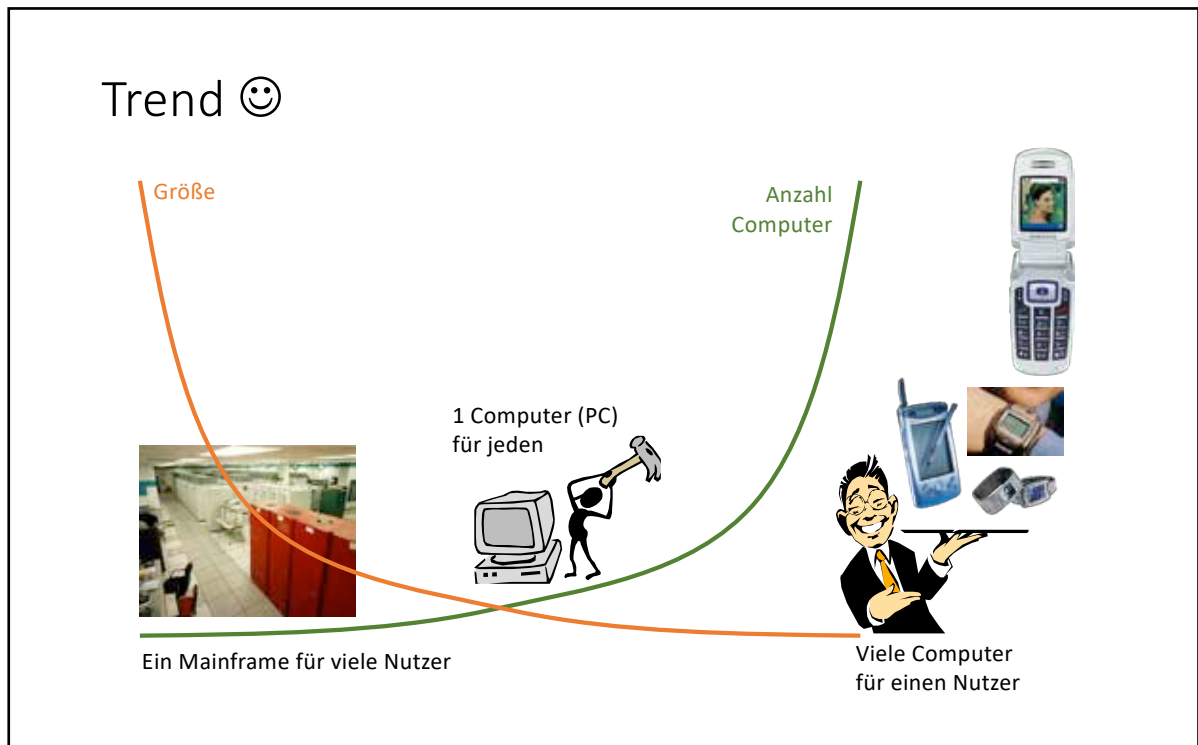 Trend ☺
Größe
Anzahl
Computer
1 Computer (PC)
für jeden
Ein Mainframe für viele Nutzer
Viele Computer
für einen Nutzer